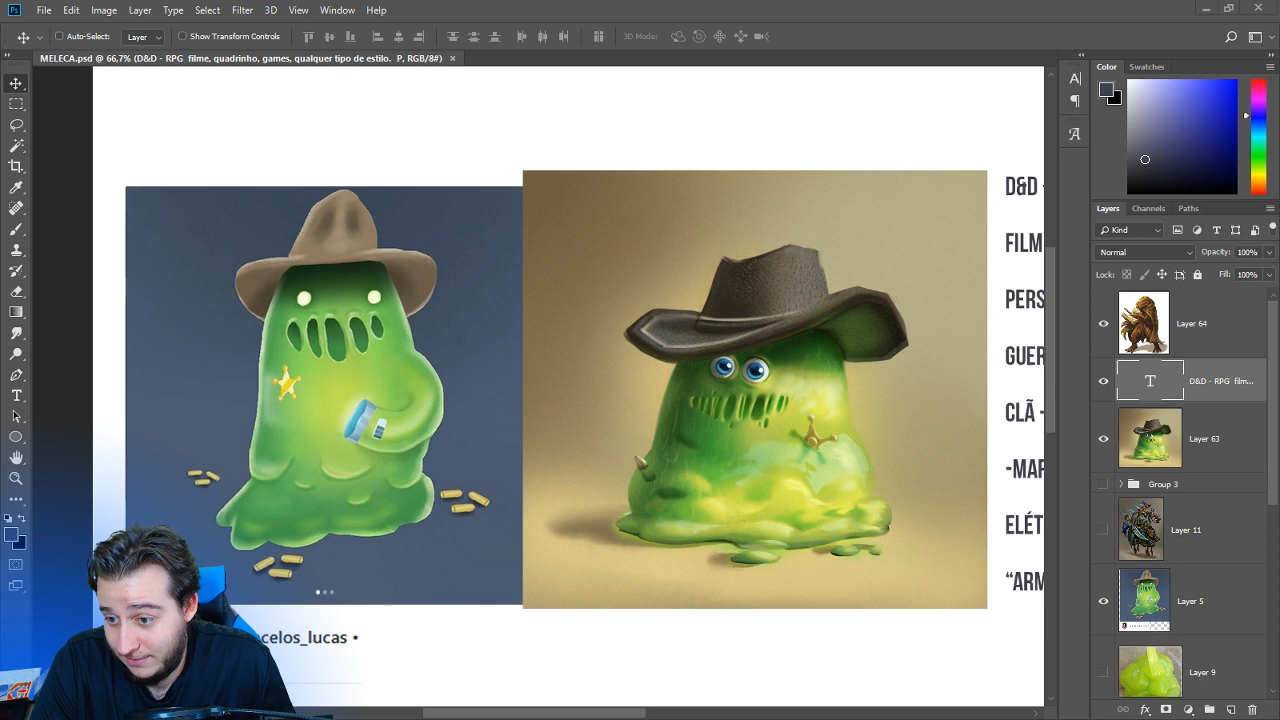 Ps File Edit Image Layer Type Select Filter 3D View Window Help
Auto-Select: Layer Show Transform Controls 3D Mode:
MELECA.psd @ 66,7% (D&D - RPG filme, quadrinho, games, qualquer tipo de estilo. P, RGB/8#) ×
Color Swatches
D&D -
FILM
PERS
GUER
CLÃ -
-MAR
ELÉT
“ARM
celos_lucas •
Layers Channels Paths
Kind
Normal Opacity: 100%
Lock: Fill: 100%
Layer 64
T D&D - RPG film...
Layer 63
Group 3
Layer 11
Layer 5
Layer 9